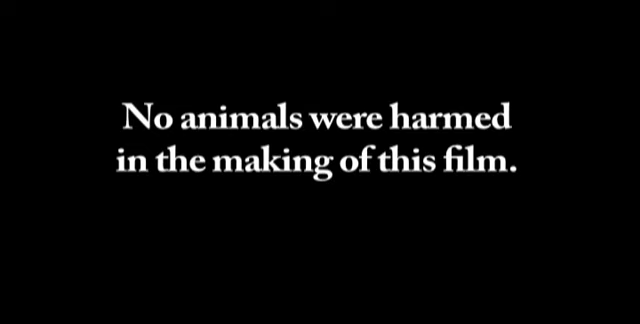 No animals were harmed
in the making of this film.